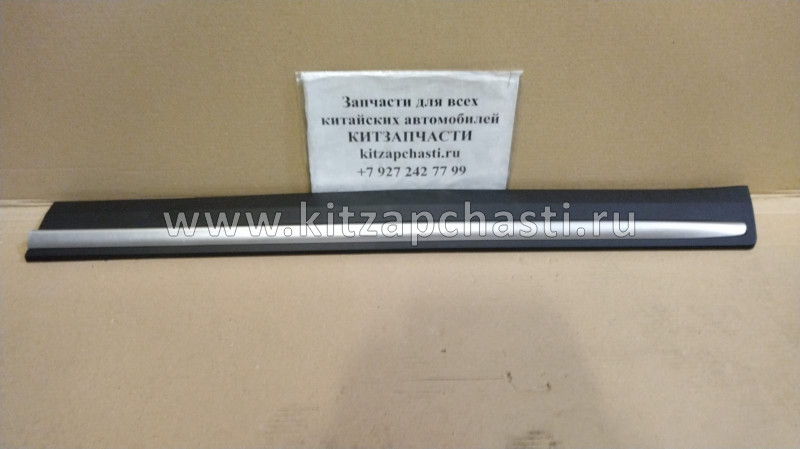 Запчасти для всех
китайских автомобилей
КИТЗАПЧАСТИ
kitzapchasti.ru
+7 927 242 77 99
www.kitzapchasti.ru